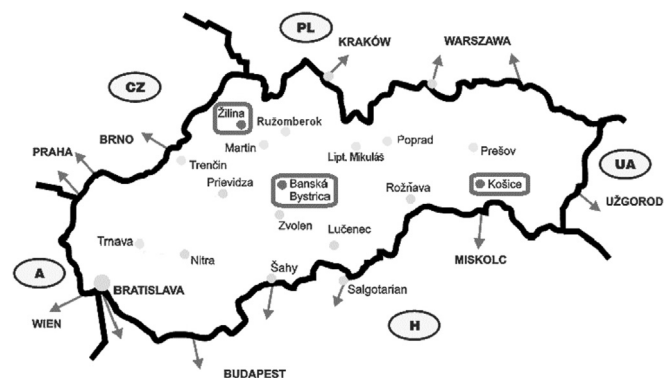 PL
KRAKÓW
WARSZAWA
CZ
Žilina
Ružomberok
BRNO
Martin
Lipt. Mikuláš
Poprad
Prešov
PRAHA
Trenčin
UA
Prievidza
Banská
Bystrica
Rožňava
Košice
UŽGOROD
Zvolen
Trnava
Nitra
Lučenec
MISKOLC
A
Šahy
BRATISLAVA
Salgotarian
WIEN
H
BUDAPEST